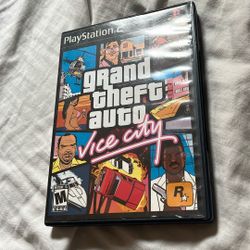 PlayStation 2
grand
theft
auto
Vice City
M
R